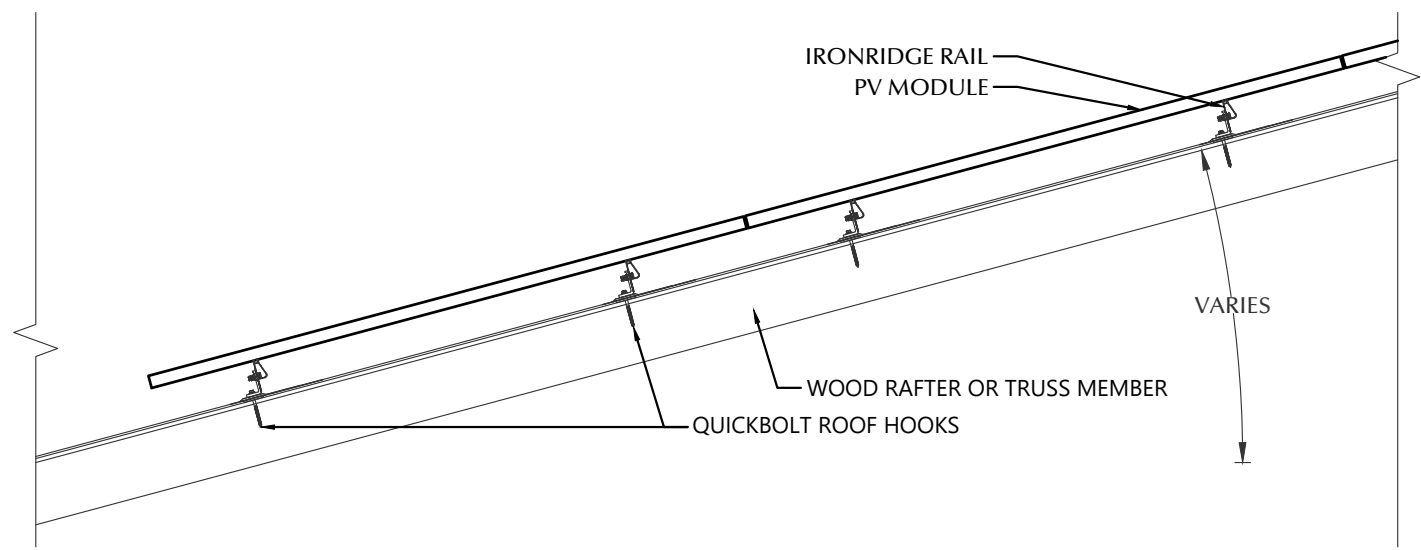 IRONRIDGE RAIL
PV MODULE
VARIES
WOOD RAFTER OR TRUSS MEMBER
QUICKBOLT ROOF HOOKS